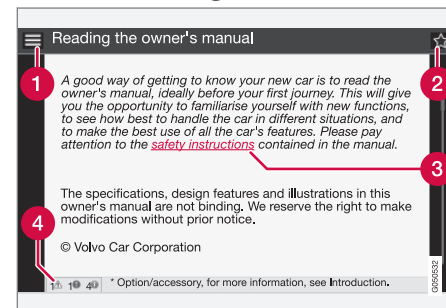 Reading the owner's manual
1
2
A good way of getting to know your new car is to read the
owner's manual, ideally before your first journey. This will give
you the opportunity to familiarise yourself with new functions,
to see how best to handle the car in different situations, and
to make the best use of all the car's features. Please pay
attention to the safety instructions contained in the manual.
3
The specifications, design features and illustrations in this
owner's manual are not binding. We reserve the right to make
modifications without prior notice.
4
© Volvo Car Corporation
1 1 4 * Option/accessory, for more information, see Introduction.
G050532